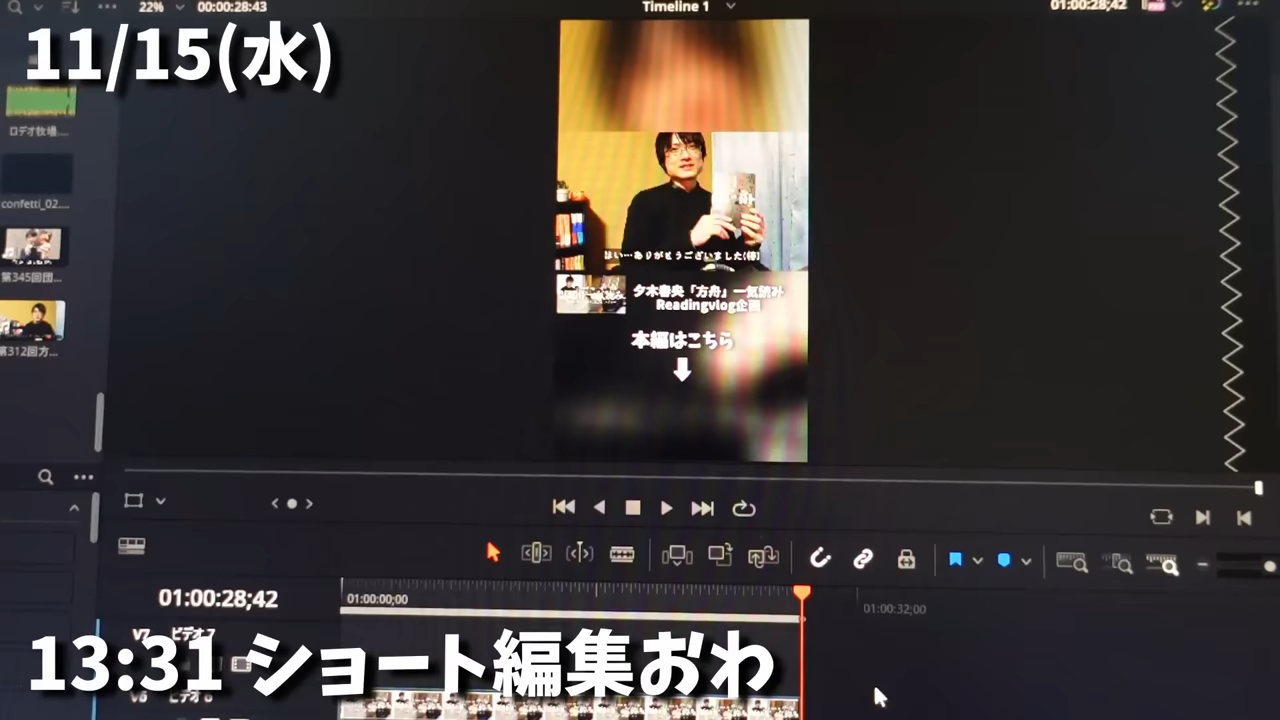 22%
00:00:28:43
Timeline 1
01:00:28;42
11/15(水)
ロデオ牧場....
confetti_02....
第345回団...
第312回方...
はい…ありがとうございました(棒)
夕木春央「方舟」一気読み
Readingvlog企画
本編はこちら
01:00:28;42
01:00:00;00
01:00:32;00
V7 ビデオ 7
13:31 ショート編集おわ